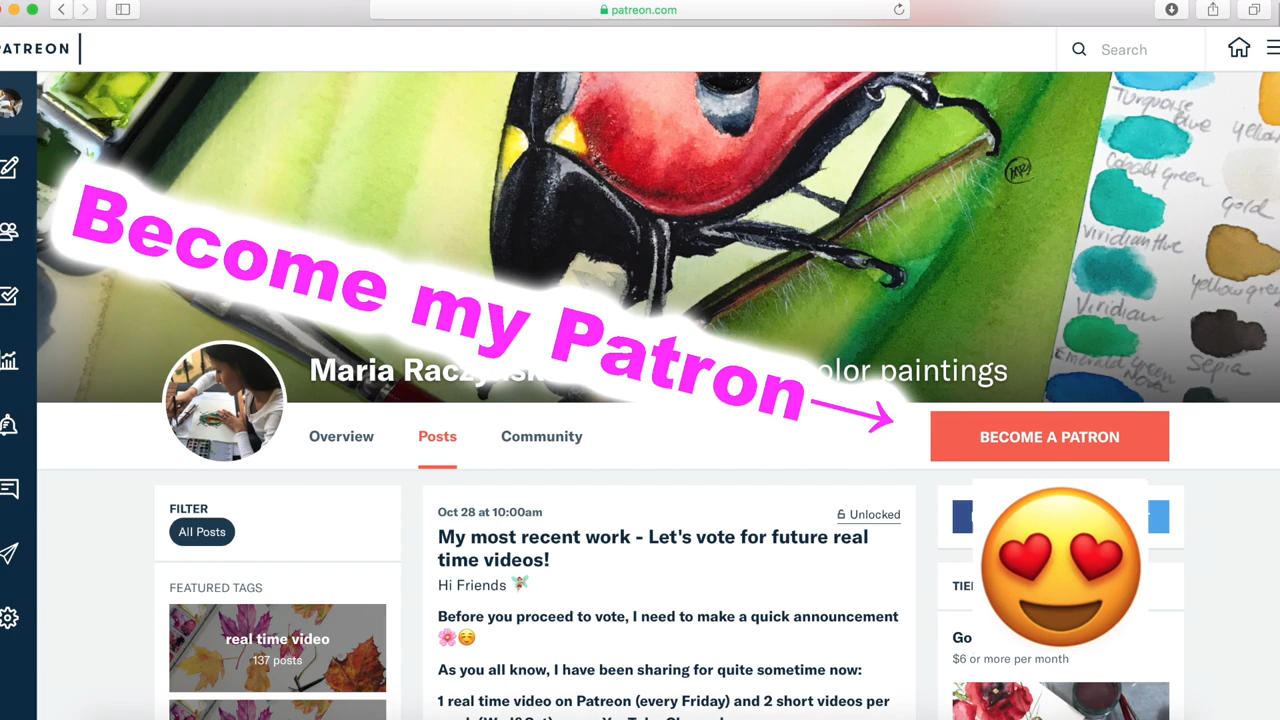 patreon.com
PATREON
Search
Turquoise
Blue
Cobalt Green
Gold
Viridian Hue
Viridian
Emerald Green
Nova
Sepia
Become my Patron
Maria
olor paintings
Overview
Posts
Community
BECOME A PATRON
FILTER
All Posts
FEATURED TAGS
real time video
137 posts
Oct 28 at 10:00am
Unlocked
My most recent work - Let's vote for future real
time videos!
Hi Friends
Before you proceed to vote, I need to make a quick announcement
As you all know, I have been sharing for quite sometime now:
1 real time video on Patreon (every Friday) and 2 short videos per
Go
$6 or more per month